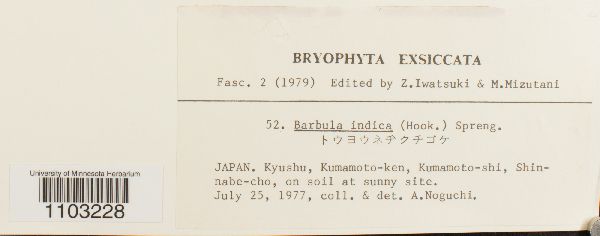 BRYOPHYTA EXSICCATA
Fasc. 2 (1979) Edited by Z.Iwatsuki & M.Mizutani
52. Barbula indica (Hook.) Spreng.
トウヨウネヂクチゴケ
JAPAN. Kyushu, Kumamoto-ken, Kumamoto-shi, Shin-
nabe-cho, on soil at sunny site.
July 25, 1977, coll. & det. A.Noguchi.
University of Minnesota Herbarium
1103228